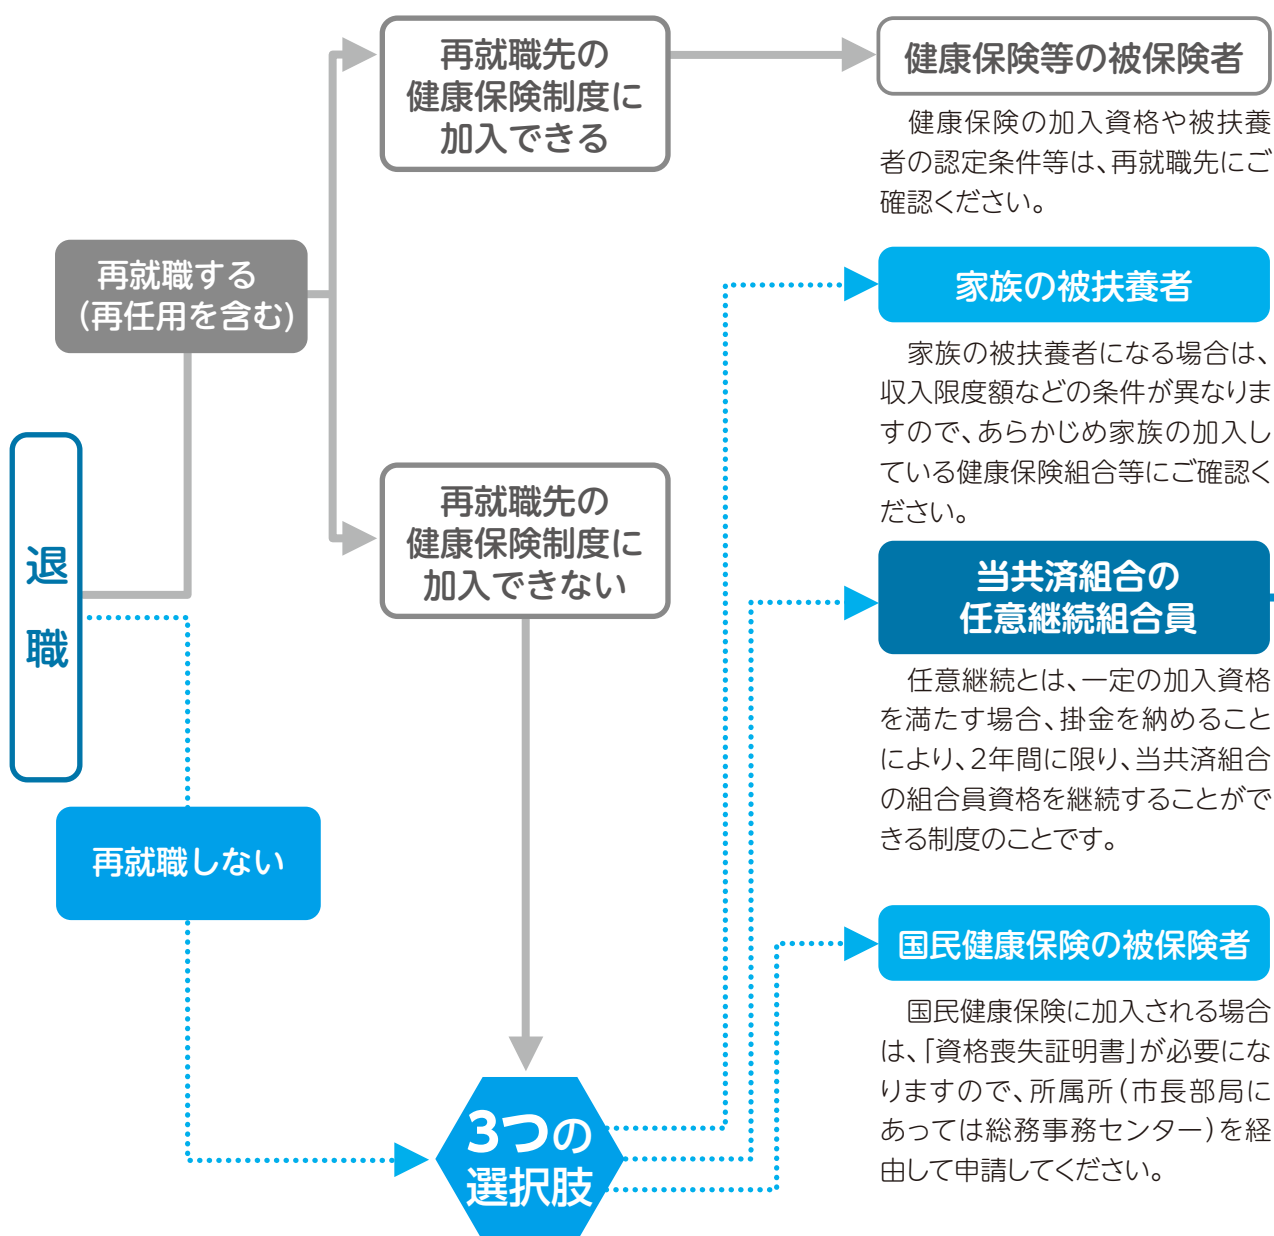 再就職先の
健康保険制度に
加入できる
健康保険等の被保険者
　健康保険の加入資格や被扶養
者の認定条件等は、再就職先にご
確認ください。
再就職する
(再任用を含む)
家族の被扶養者
　家族の被扶養者になる場合は、
収入限度額などの条件が異なりま
すので、あらかじめ家族の加入し
ている健康保険組合等にご確認く
ださい。
退職
再就職先の
健康保険制度に
加入できない
当共済組合の
任意継続組合員
　任意継続とは、一定の加入資格
を満たす場合、掛金を納めること
により、2年間に限り、当共済組合
の組合員資格を継続することがで
きる制度のことです。
再就職しない
国民健康保険の被保険者
　国民健康保険に加入される場合
は、「資格喪失証明書」が必要にな
りますので、所属所(市長部局に
あっては総務事務センター)を経
由して申請してください。
3つの
選択肢